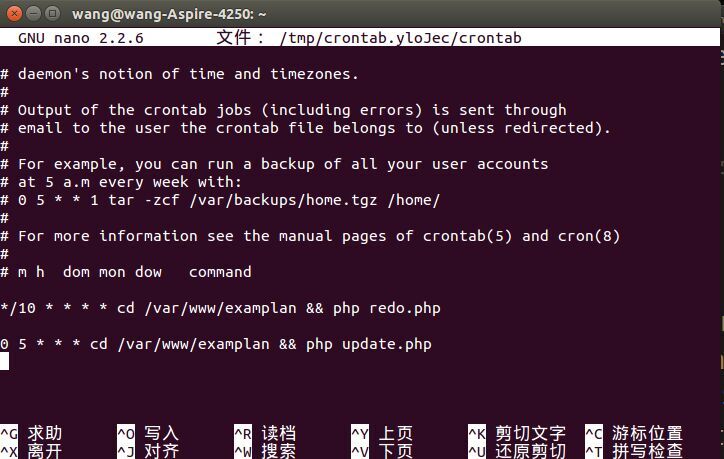 wang@wang-Aspire-4250: ~
GNU nano 2.2.6 文件: /tmp/crontab.yloJec/crontab
# daemon's notion of time and timezones.
#
# Output of the crontab jobs (including errors) is sent through
# email to the user the crontab file belongs to (unless redirected).
#
# For example, you can run a backup of all your user accounts
# at 5 a.m every week with:
# 0 5 * * 1 tar -zcf /var/backups/home.tgz /home/
#
# For more information see the manual pages of crontab(5) and cron(8)
#
# m h  dom mon dow   command
*/10 * * * * cd /var/www/examplan && php redo.php
0 5 * * * cd /var/www/examplan && php update.php
^G 求助 ^O 写入 ^R 读档 ^Y 上页 ^K 剪切文字 ^C 游标位置
^X 离开 ^J 对齐 ^W 搜索 ^V 下页 ^U 还原剪切 ^T 拼写检查